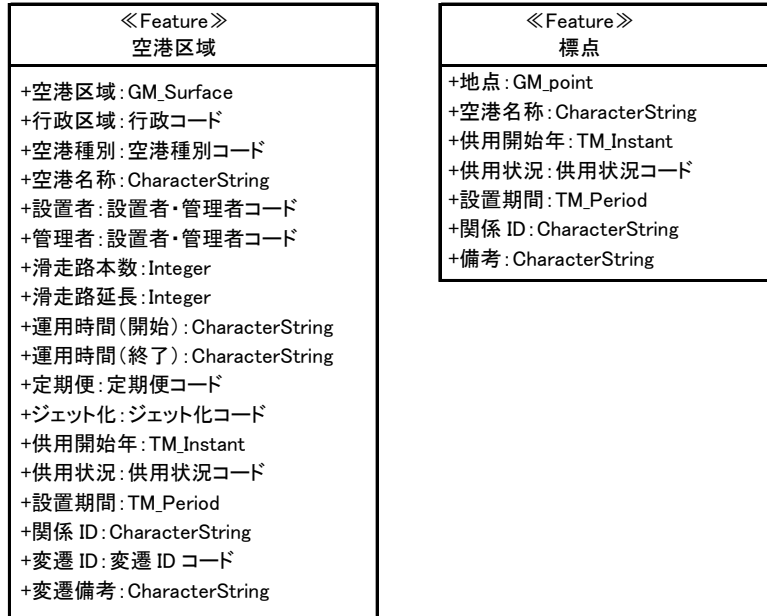 ≪Feature≫
空港区域
+空港区域:GM_Surface
+行政区域:行政コード
+空港種別:空港種別コード
+空港名称:CharacterString
+設置者:設置者・管理者コード
+管理者:設置者・管理者コード
+滑走路本数:Integer
+滑走路延長:Integer
+運用時間(開始):CharacterString
+運用時間(終了):CharacterString
+定期便:定期便コード
+ジェット化:ジェット化コード
+供用開始年:TM_Instant
+供用状況:供用状況コード
+設置期間:TM_Period
+関係 ID:CharacterString
+変遷 ID:変遷 ID コード
+変遷備考:CharacterString
≪Feature≫
標点
+地点:GM_point
+空港名称:CharacterString
+供用開始年:TM_Instant
+供用状況:供用状況コード
+設置期間:TM_Period
+関係 ID:CharacterString
+備考:CharacterString